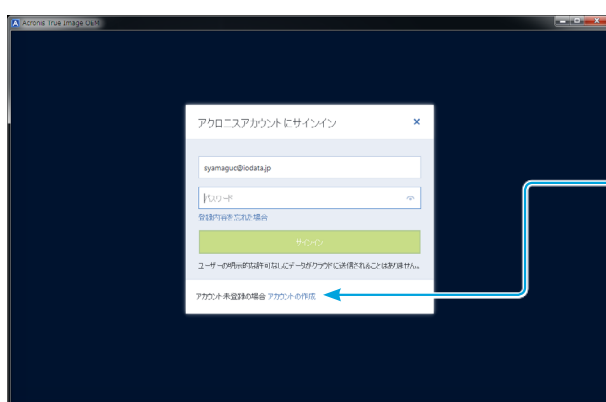 Acronis True Image OEM
アクロニスアカウントにサインイン
syamaguc@iodata.jp
パスワード
登録内容を忘れた場合
サインイン
ユーザーの明示的な許可なしにデータがクラウドに送信されることはありません。
アカウント未登録の場合 アカウントの作成